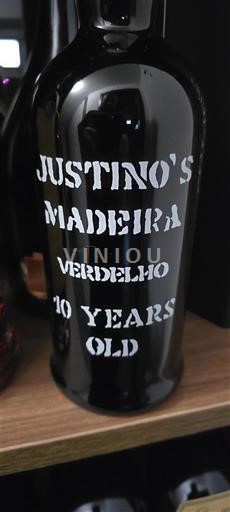 JUSTINO'S
MADEIRA
VINIOU
VERDELHO
10 YEARS
OLD